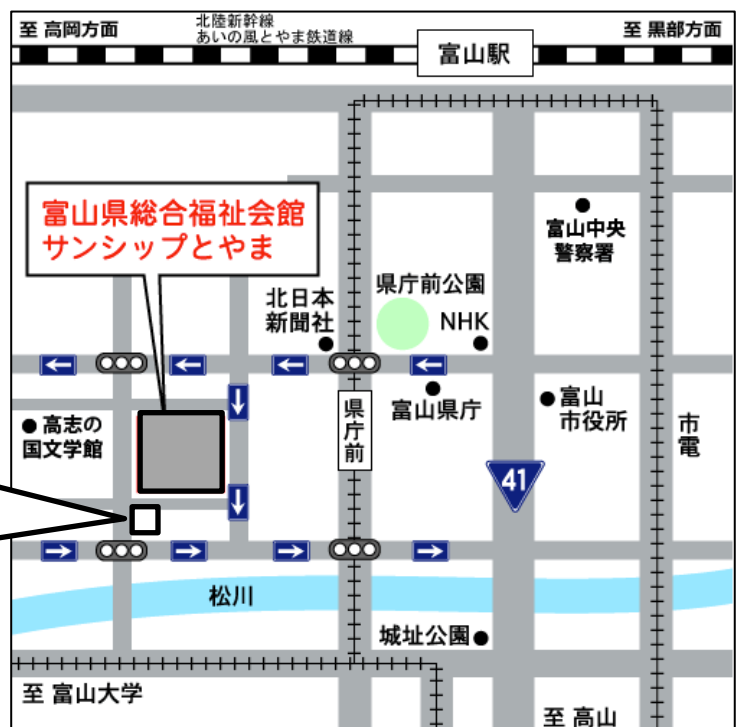 至 高岡方面
北陸新幹線
あいの風とやま鉄道線
富山駅
至 黒部方面
富山県総合福祉会館
サンシップとやま
富山中央
警察署
北日本
新聞社
県庁前公園
NHK
高志の
国文学館
県庁前
富山県庁
富山
市役所
市電
41
松川
城址公園
至 富山大学
至 高山